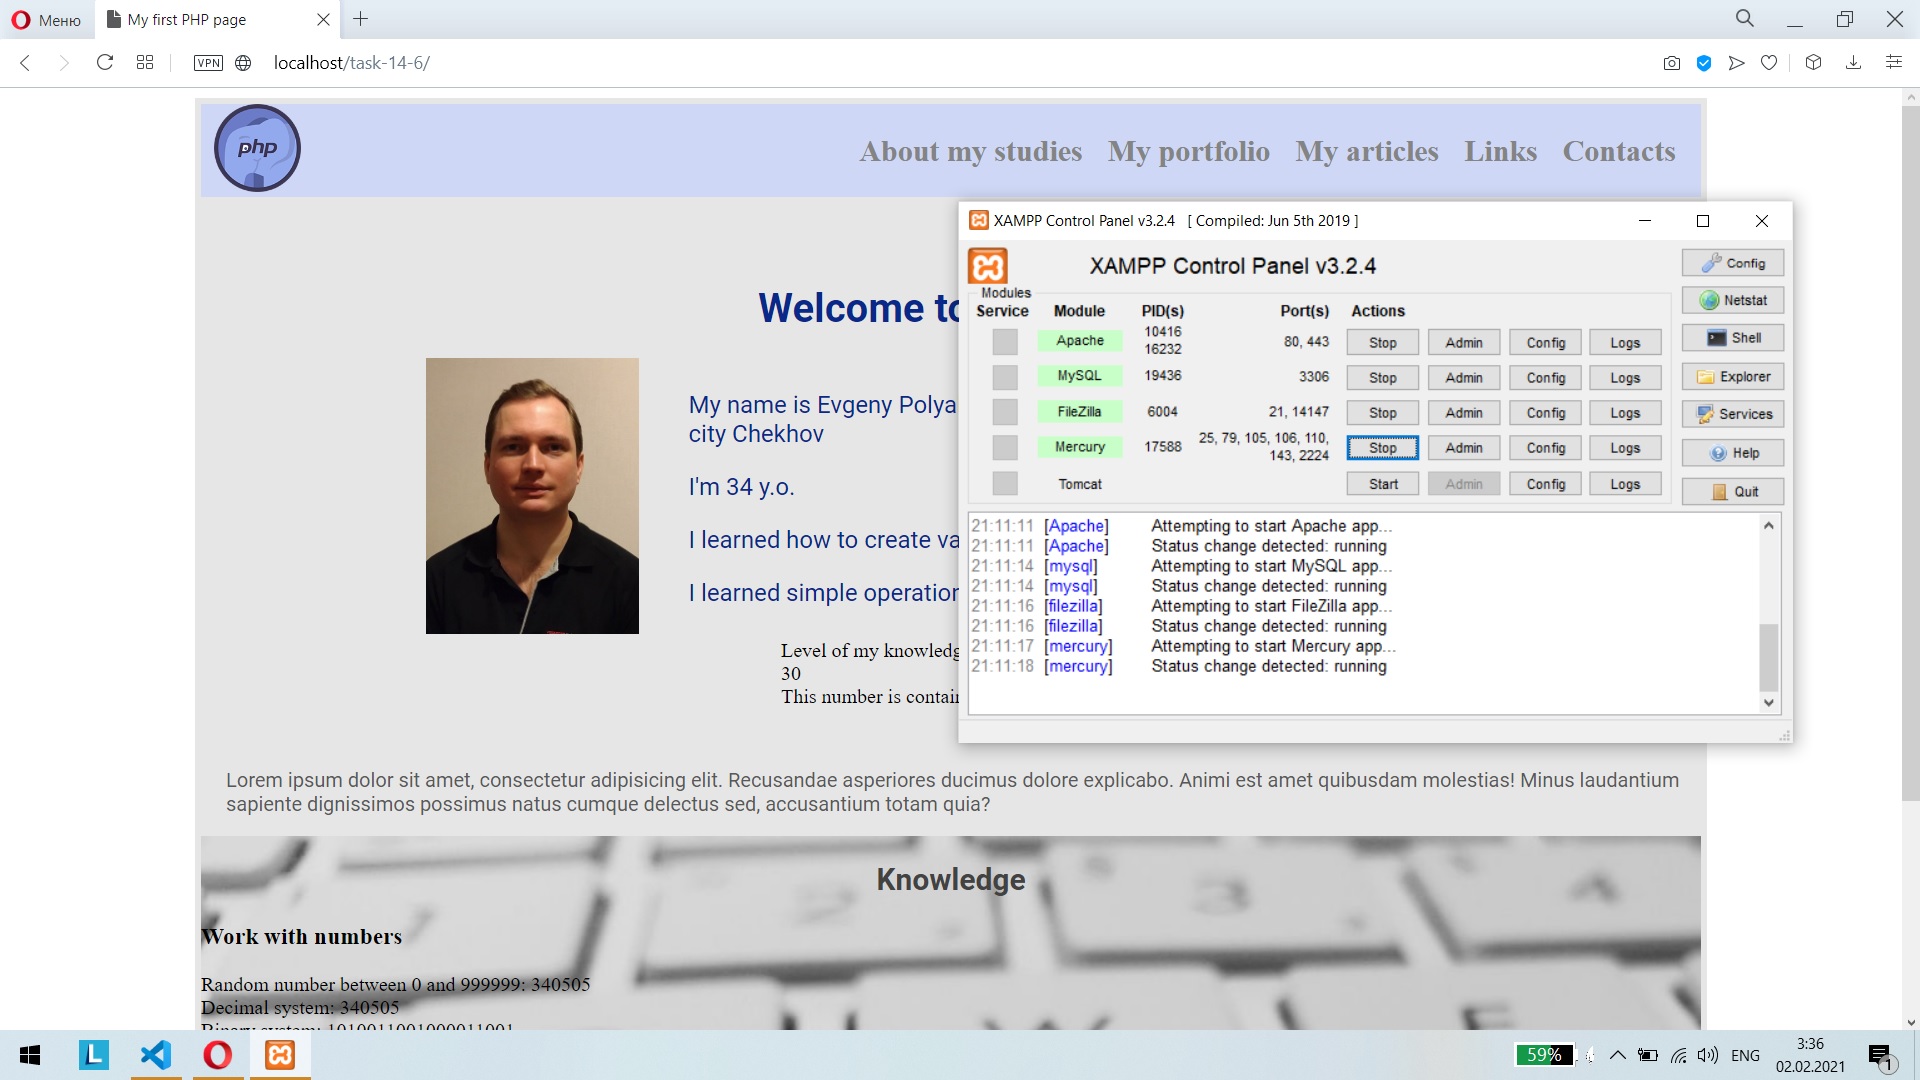 Меню
My first PHP page
VPN
localhost/task-14-6/
php
About my studies My portfolio My articles Links Contacts
Welcome to
My name is Evgeny Polya
city Chekhov
I'm 34 y.o.
I learned how to create va
I learned simple operation
Level of my knowledg
30
This number is contain
XAMPP Control Panel v3.2.4 [ Compiled: Jun 5th 2019 ]
XAMPP Control Panel v3.2.4
Config
Netstat
Shell
Explorer
Services
Help
Quit
Modules
Service Module PID(s) Port(s) Actions
Apache 10416 16232 80, 443 Stop Admin Config Logs
MySQL 19436 3306 Stop Admin Config Logs
FileZilla 6004 21, 14147 Stop Admin Config Logs
Mercury 17588 25, 79, 105, 106, 110, 143, 2224 Stop Admin Config Logs
Tomcat Start Admin Config Logs
21:11:11 [Apache] Attempting to start Apache app...
21:11:11 [Apache] Status change detected: running
21:11:14 [mysql] Attempting to start MySQL app...
21:11:14 [mysql] Status change detected: running
21:11:16 [filezilla] Attempting to start FileZilla app...
21:11:16 [filezilla] Status change detected: running
21:11:17 [mercury] Attempting to start Mercury app...
21:11:18 [mercury] Status change detected: running
Lorem ipsum dolor sit amet, consectetur adipisicing elit. Recusandae asperiores ducimus dolore explicabo. Animi est amet quibusdam molestias! Minus laudantium
sapiente dignissimos possimus natus cumque delectus sed, accusantium totam quia?
Knowledge
Work with numbers
Random number between 0 and 999999: 340505
Decimal system: 340505
Binary system: 1010011001000011001
59%
ENG
3:36
02.02.2021
1